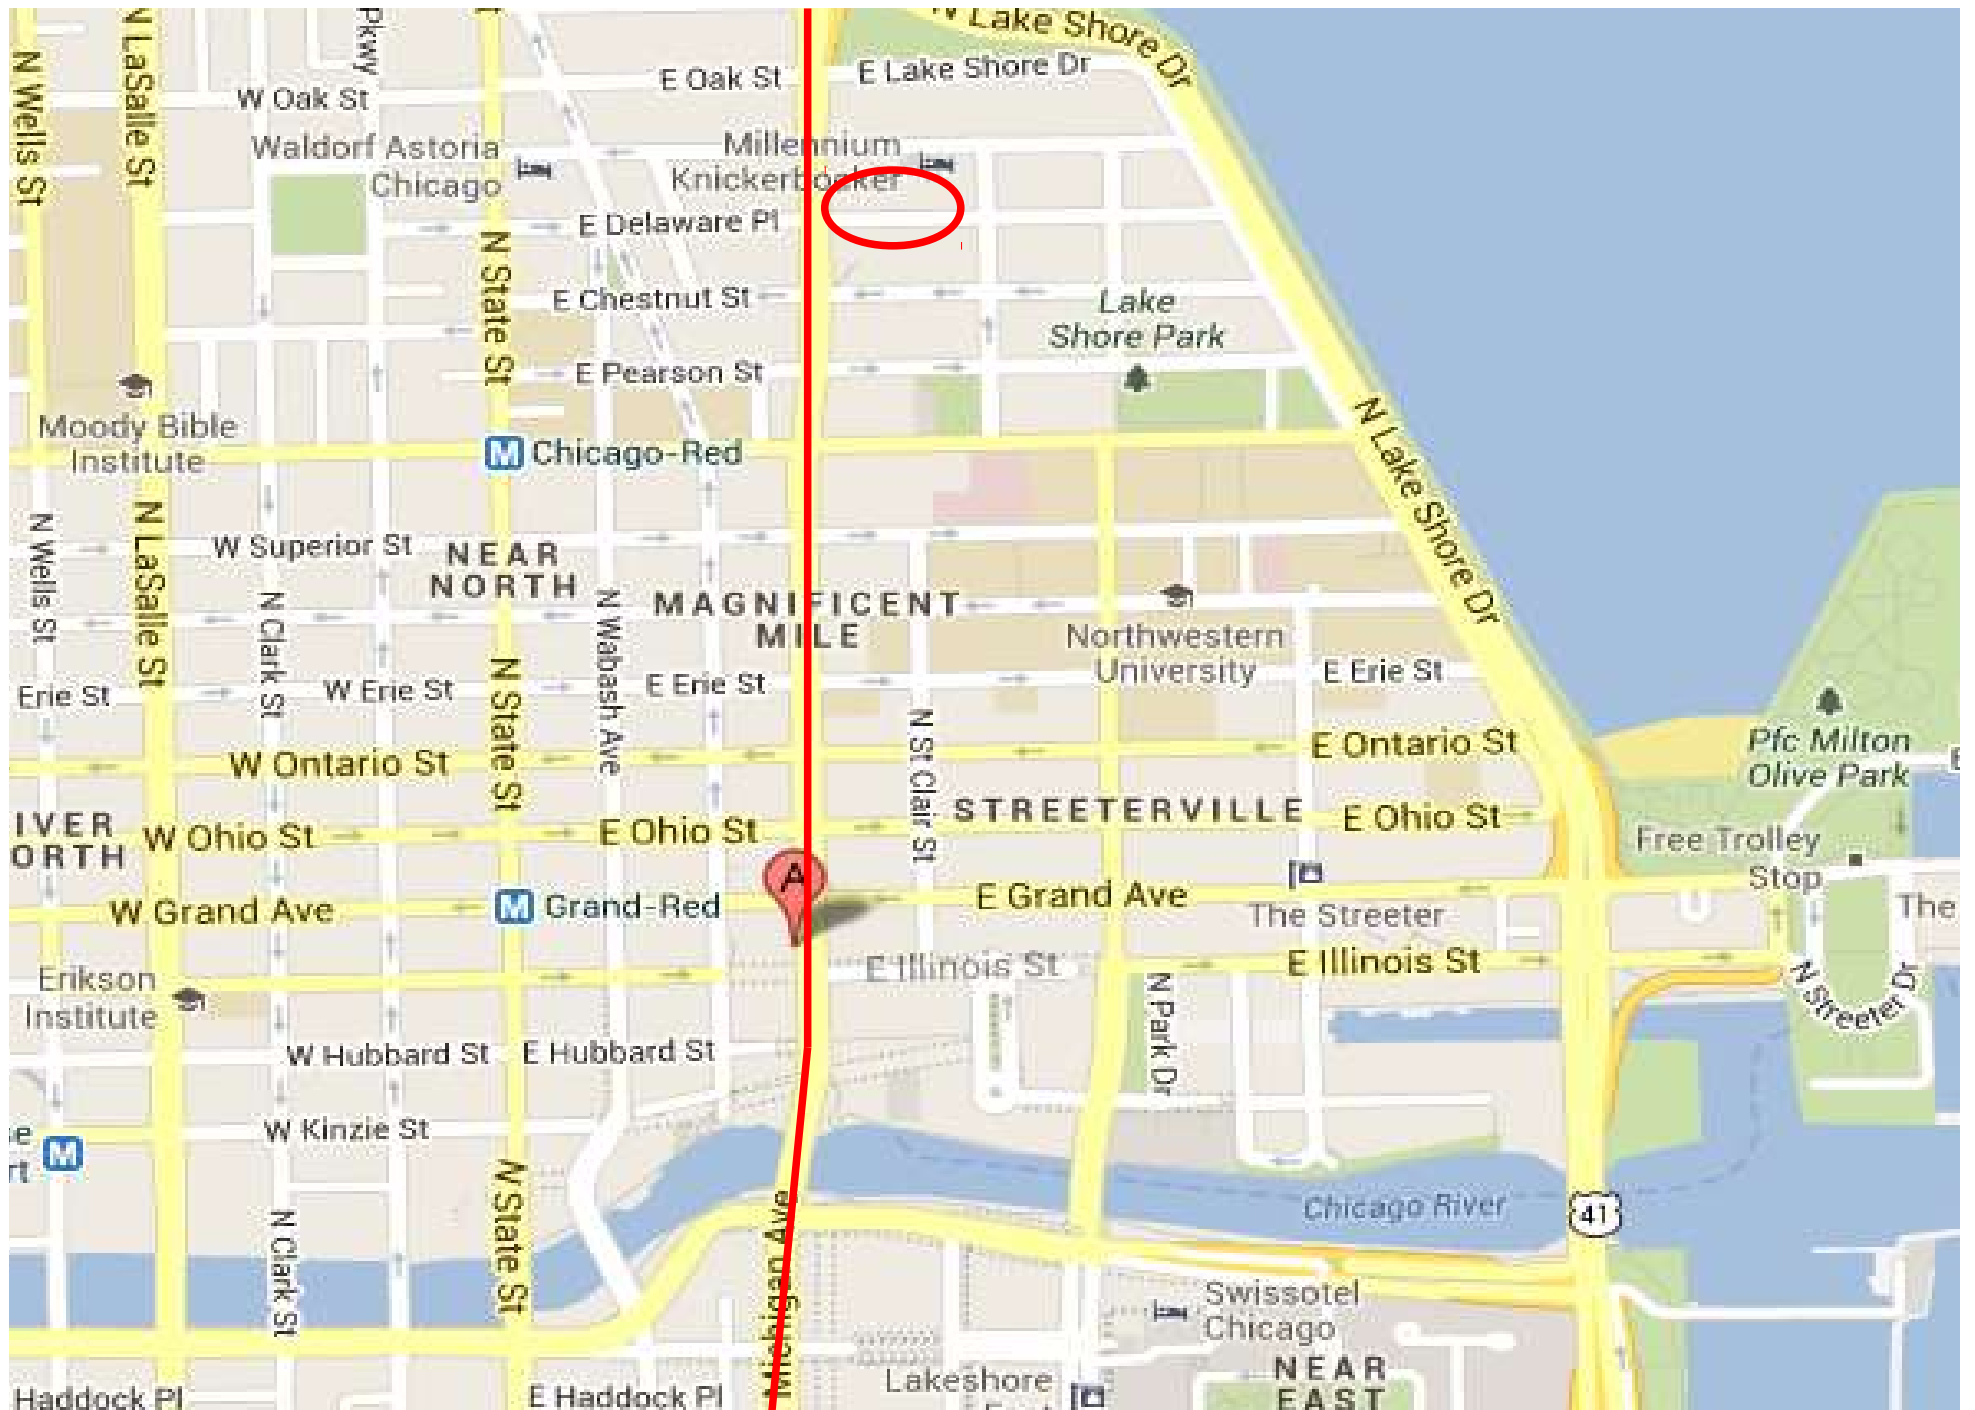 N Lake Shore Dr
N LaSalle St
Pkwy
E Oak St
E Lake Shore Dr
W Oak St
N Wells St
Waldorf Astoria
Chicago
Millennium
Knickerbocker
E Delaware Pl
N State St
E Chestnut St
Lake
Shore Park
E Pearson St
Moody Bible
Institute
M Chicago-Red
N Lake Shore Dr
N Wells St
N LaSalle St
W Superior St
NEAR
NORTH
N Clark St
N Wabash Ave
MAGNIFICENT
MILE
Northwestern
University
Erie St
W Erie St
N State St
E Erie St
E Erie St
N St Clair St
W Ontario St
E Ontario St
Pfc Milton
Olive Park
IVER
ORTH
W Ohio St
E Ohio St
STREETERVILLE
E Ohio St
Free Trolley
Stop
A
W Grand Ave
M Grand-Red
E Grand Ave
The Streeter
The
Erikson
Institute
E Illinois St
E Illinois St
N Park Dr
N Streeter Dr
W Hubbard St
E Hubbard St
W Kinzie St
M
N State St
Michigan Ave
Chicago River
41
N Clark St
Swissotel
Chicago
Haddock Pl
E Haddock Pl
Lakeshore
NEAR
EAST